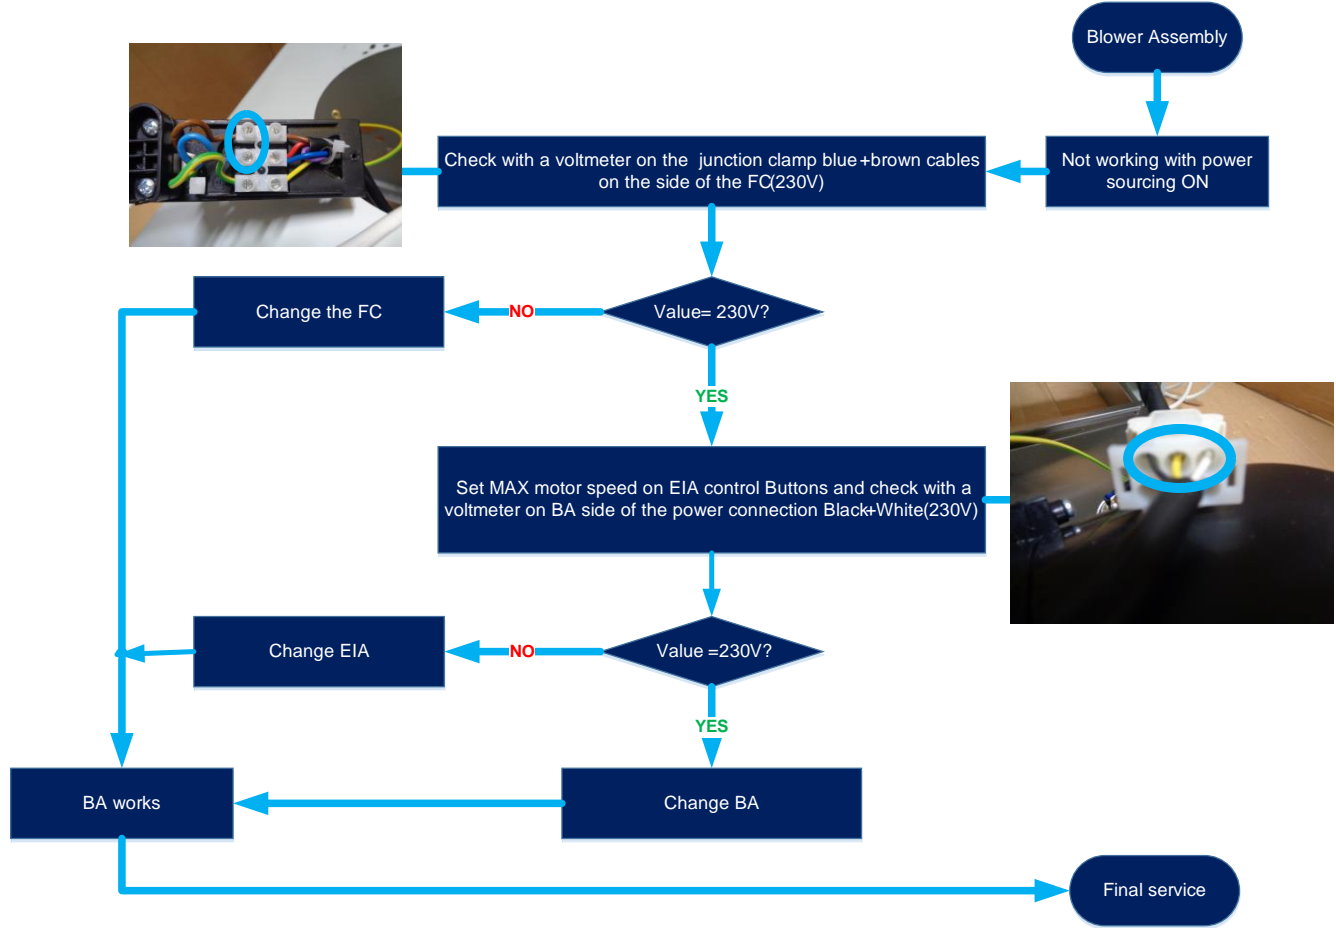 Blower Assembly
Not working with power
sourcing ON
Check with a voltmeter on the junction clamp blue+brown cables
on the side of the FC(230V)
Value= 230V?
NO
Change the FC
YES
Set MAX motor speed on EIA control Buttons and check with a
voltmeter on BA side of the power connection Black+White(230V)
Value =230V?
NO
Change EIA
YES
Change BA
BA works
Final service